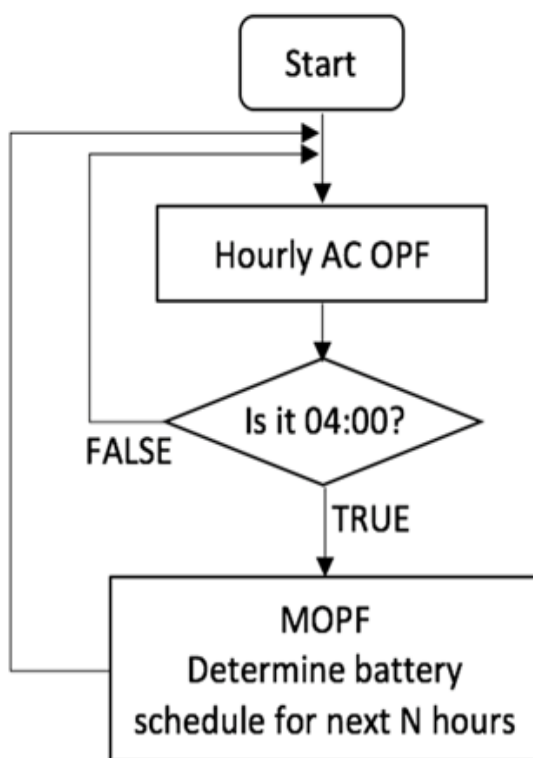 Start
Hourly AC OPF
Is it 04:00?
FALSE
TRUE
MOPF
Determine battery
schedule for next N hours